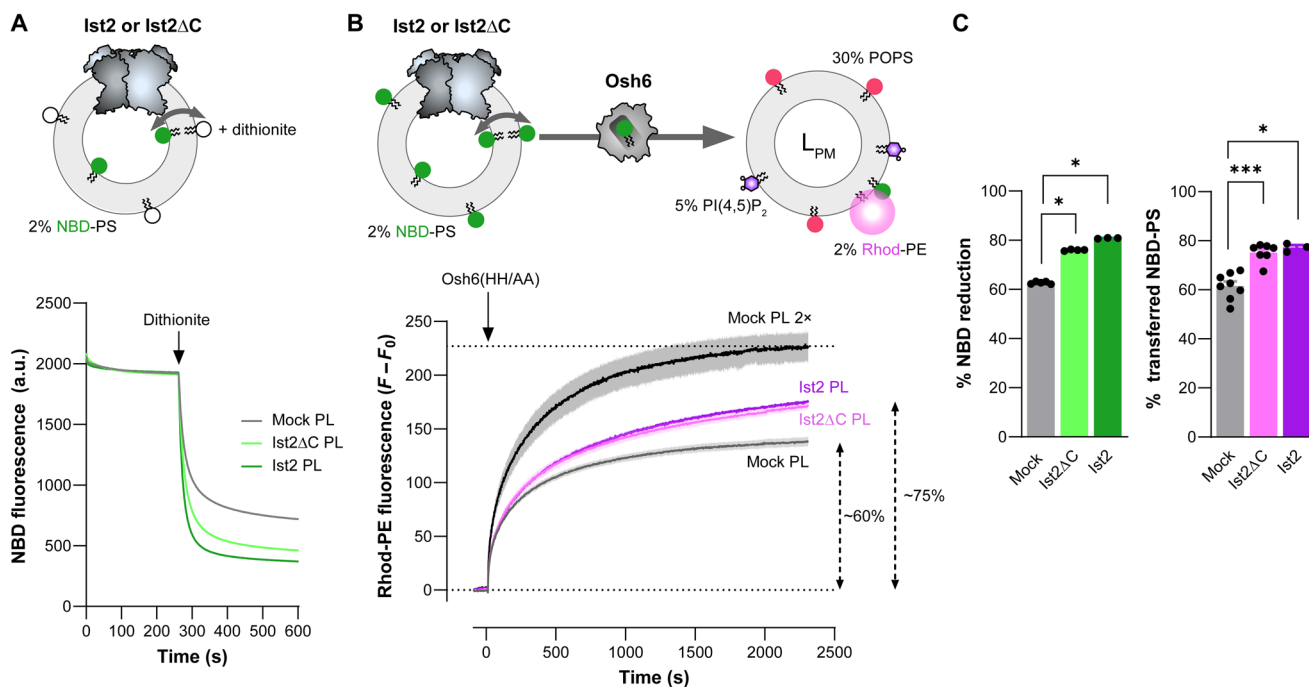 A
Ist2 or Ist2ΔC
+ dithionite
2% NBD-PS
2500
2000
1500
1000
500
0
NBD fluorescence (a.u.)
Dithionite
Mock PL
Ist2ΔC PL
Ist2 PL
0 100 200 300 400 500 600
Time (s)
B
Ist2 or Ist2ΔC
Osh6
30% POPS
L_PM
5% PI(4,5)P₂
2% NBD-PS
2% Rhod-PE
Osh6(HH/AA)
250
200
150
100
50
0
Rhod-PE fluorescence (F – F₀)
Mock PL 2×
Ist2 PL
Ist2ΔC PL
Mock PL
~60%
~75%
0 500 1000 1500 2000 2500
Time (s)
C
*
*
100
80
60
40
20
0
% NBD reduction
Mock
Ist2ΔC
Ist2
*
***
100
80
60
40
20
0
% transferred NBD-PS
Mock
Ist2ΔC
Ist2